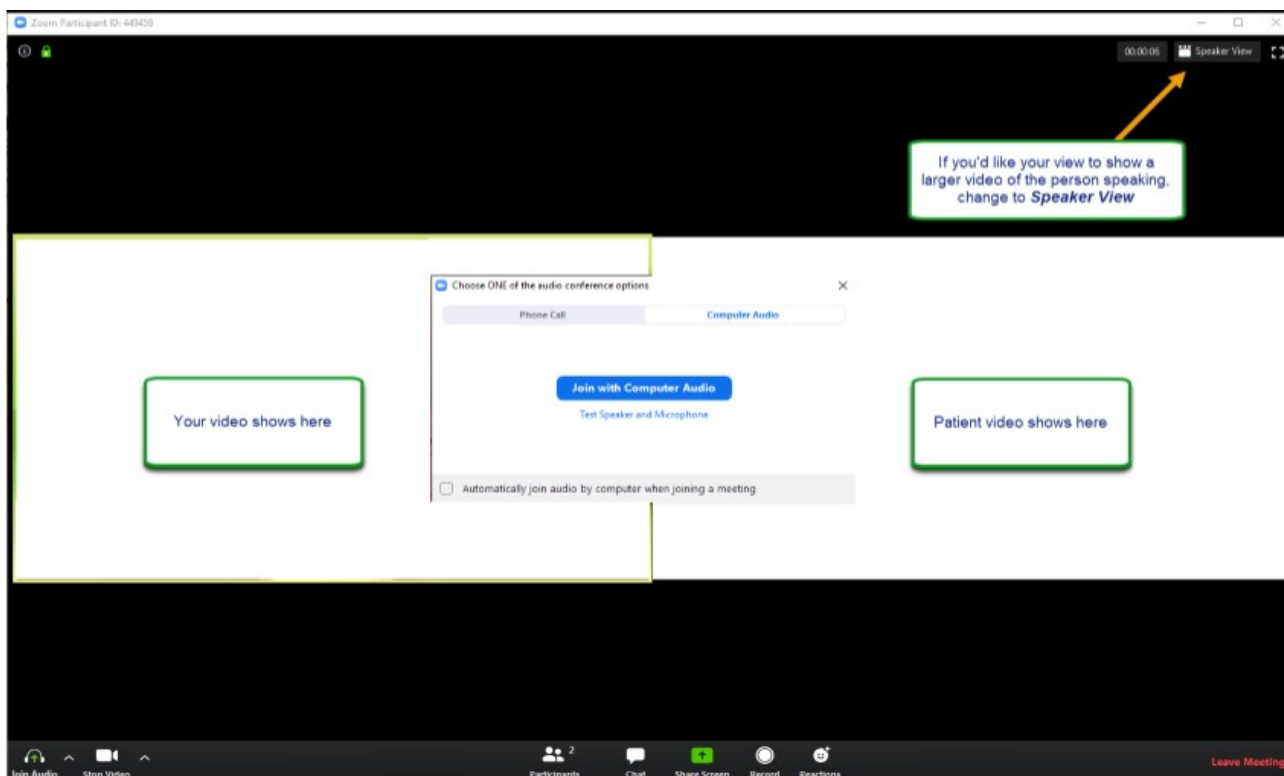 Zoom Participant ID: 449459
00:00:06
Speaker View
If you'd like your view to show a
larger video of the person speaking,
change to Speaker View
Choose ONE of the audio conference options
Phone Call
Computer Audio
Join with Computer Audio
Test Speaker and Microphone
Your video shows here
Patient video shows here
Automatically join audio by computer when joining a meeting
2
Join Audio
Stop Video
Participants
Chat
Share Screen
Record
Reactions
Leave Meeting